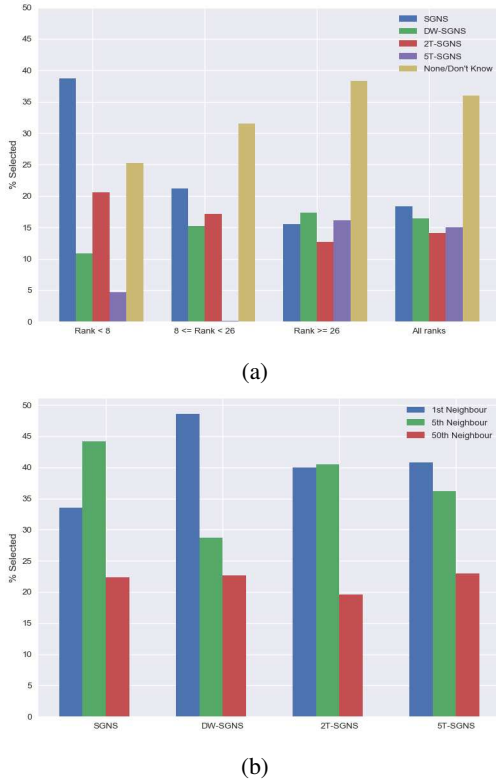 50
45
40
35
30
25
20
15
10
5
0
% Selected
SGNS
DW-SGNS
2T-SGNS
5T-SGNS
None/Don't Know
Rank < 8
8 <= Rank < 26
Rank >= 26
All ranks
(a)
50
45
40
35
30
25
20
15
10
5
0
% Selected
1st Neighbour
5th Neighbour
50th Neighbour
SGNS
DW-SGNS
2T-SGNS
5T-SGNS
(b)